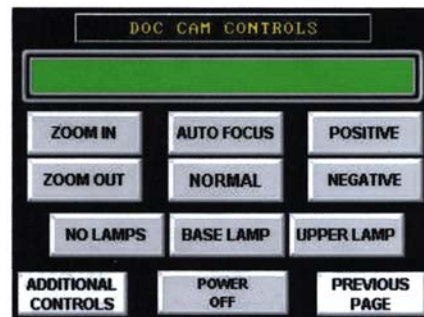 DOC CAM CONTROLS
ZOOM IN
AUTO FOCUS
POSITIVE
ZOOM OUT
NORMAL
NEGATIVE
NO LAMPS
BASE LAMP
UPPER LAMP
ADDITIONAL
CONTROLS
POWER
OFF
PREVIOUS
PAGE